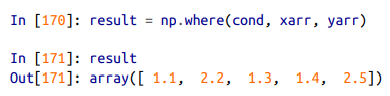 In [170]: result = np.where(cond, xarr, yarr)
In [171]: result
Out[171]: array([ 1.1,  2.2,  1.3,  1.4,  2.5])